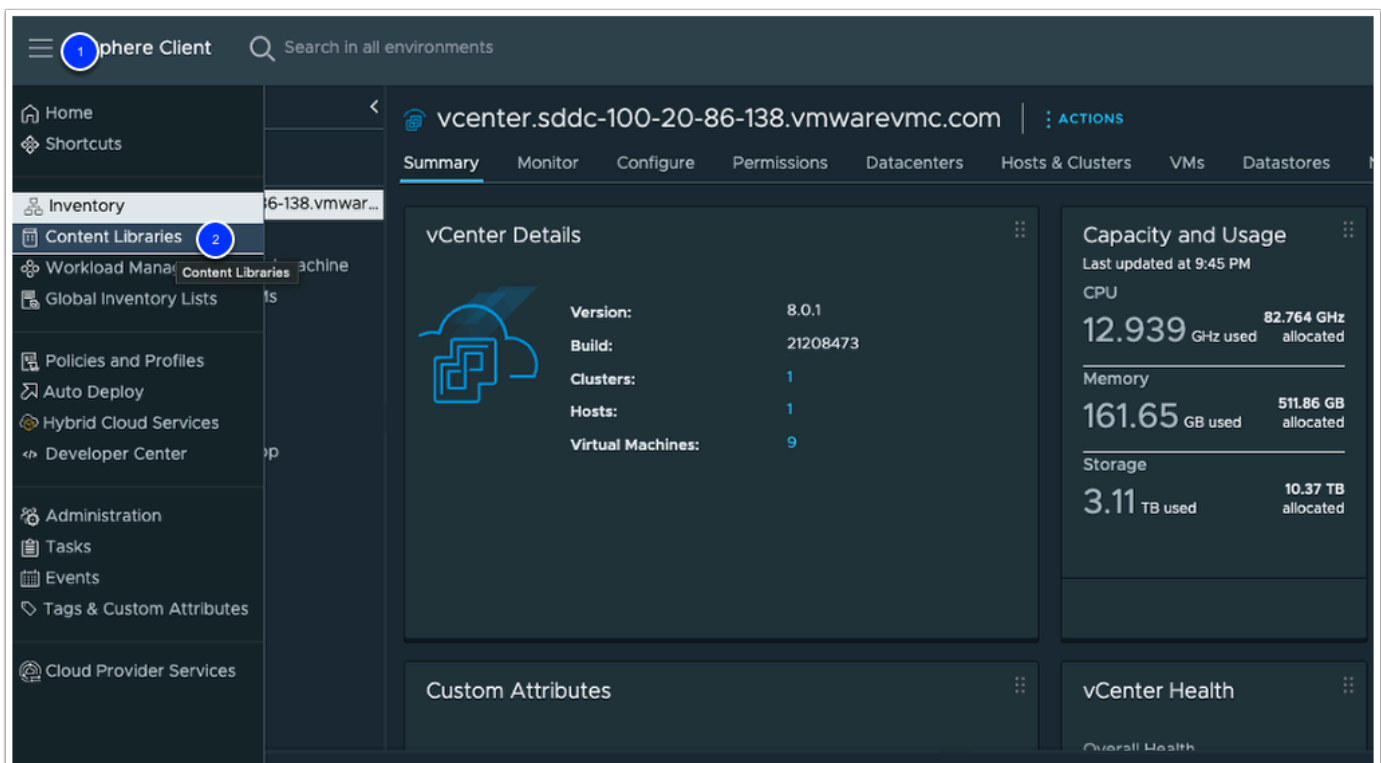 1 phere Client Search in all environments
Home
Shortcuts
Inventory
Content Libraries 2
Workload Mana
Content Libraries
Global Inventory Lists
Policies and Profiles
Auto Deploy
Hybrid Cloud Services
Developer Center
Administration
Tasks
Events
Tags & Custom Attributes
Cloud Provider Services
6-138.vmwar...
achine
vcenter.sddc-100-20-86-138.vmwarevmc.com ACTIONS
Summary Monitor Configure Permissions Datacenters Hosts & Clusters VMs Datastores
vCenter Details
Version: 8.0.1
Build: 21208473
Clusters: 1
Hosts: 1
Virtual Machines: 9
Custom Attributes
Capacity and Usage
Last updated at 9:45 PM
CPU
12.939 GHz used 82.764 GHz allocated
Memory
161.65 GB used 511.86 GB allocated
Storage
3.11 TB used 10.37 TB allocated
vCenter Health
Overall Health